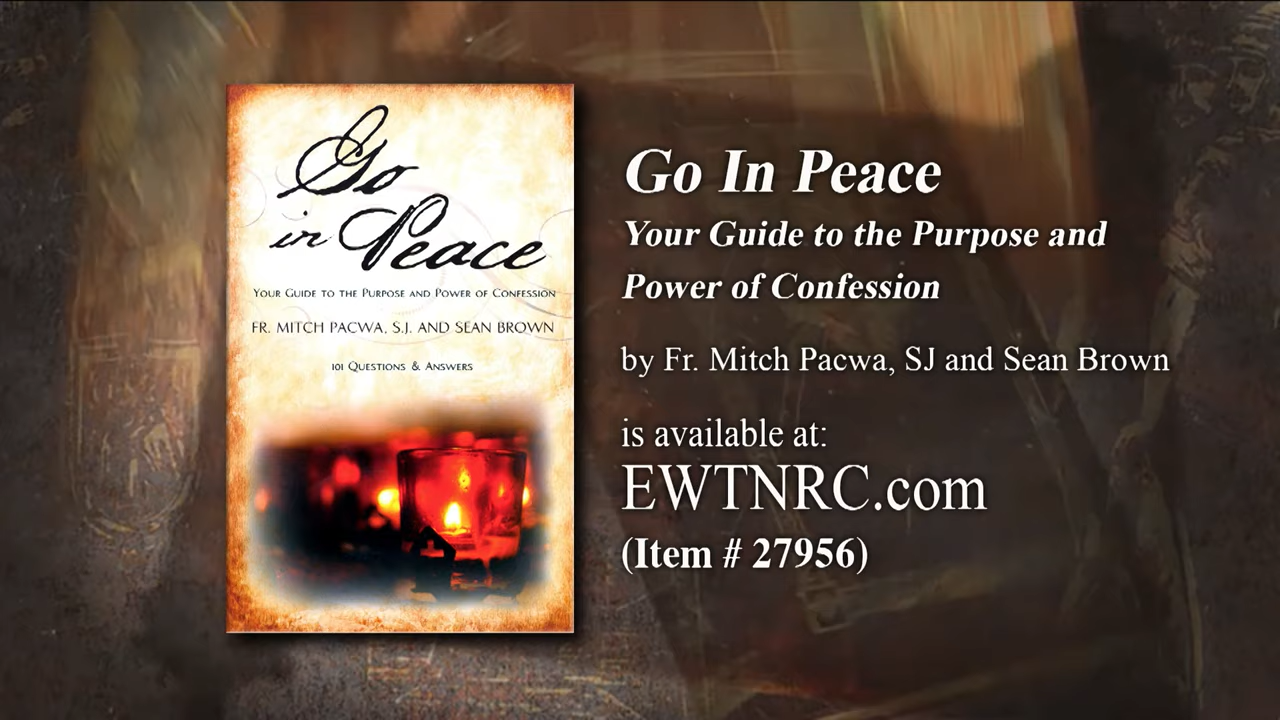 Go
in Peace
Your Guide to the Purpose and Power of Confession
FR. MITCH PACWA, S.J. AND SEAN BROWN
101 Questions & Answers
Go In Peace
Your Guide to the Purpose and
Power of Confession
by Fr. Mitch Pacwa, SJ and Sean Brown
is available at:
EWTNRC.com
(Item # 27956)